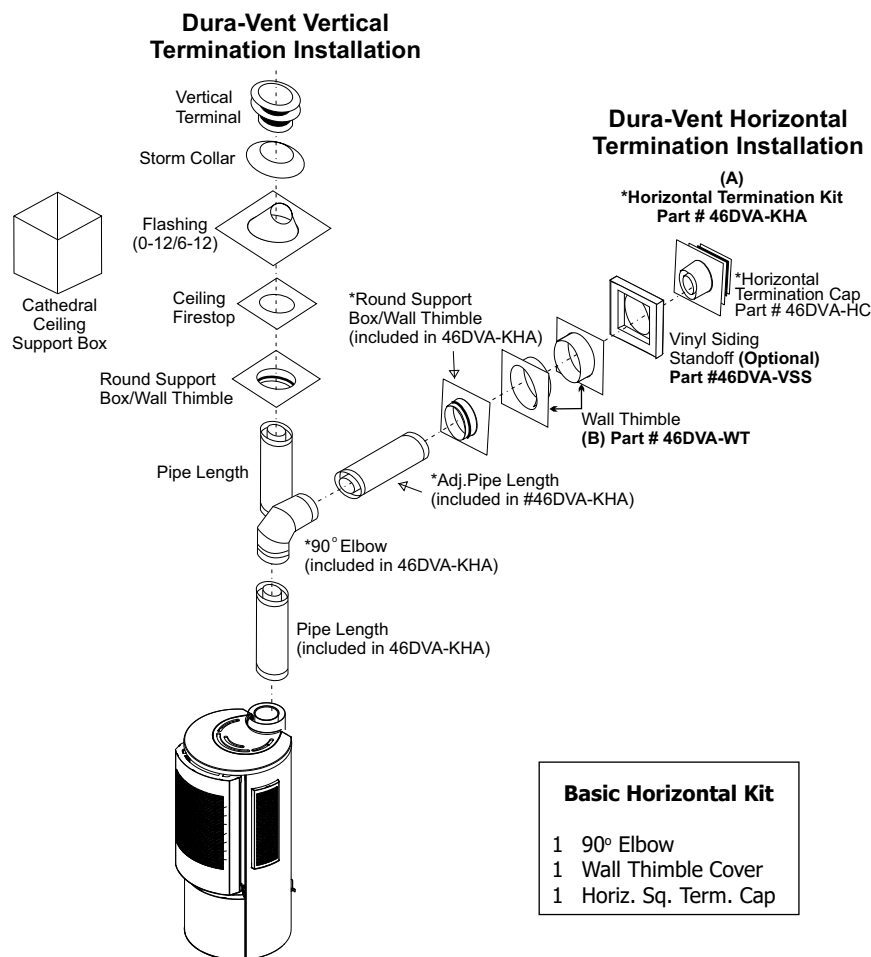 Dura-Vent Vertical
Termination Installation
Vertical
Terminal
Storm Collar
Flashing
(0-12/6-12)
Ceiling
Firestop
Round Support
Box/Wall Thimble
Pipe Length
Cathedral
Ceiling
Support Box
Dura-Vent Horizontal
Termination Installation
(A)
*Horizontal Termination Kit
Part # 46DVA-KHA
*Horizontal
Termination Cap
Part # 46DVA-HC
*Round Support
Box/Wall Thimble
(included in 46DVA-KHA)
Vinyl Siding
Standoff (Optional)
Part #46DVA-VSS
Wall Thimble
(B) Part # 46DVA-WT
*Adj.Pipe Length
(included in #46DVA-KHA)
*90° Elbow
(included in 46DVA-KHA)
Pipe Length
(included in 46DVA-KHA)
Basic Horizontal Kit
1 90° Elbow
1 Wall Thimble Cover
1 Horiz. Sq. Term. Cap